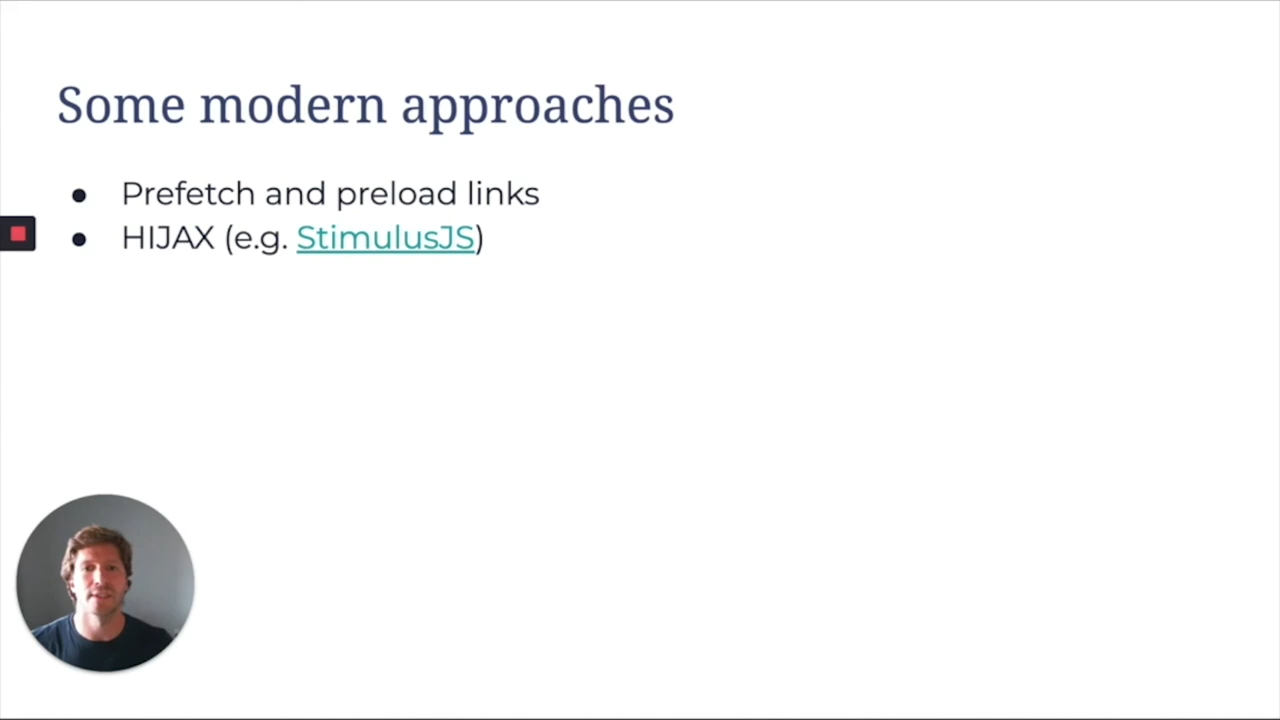 Some modern approaches
● Prefetch and preload links
● HIJAX (e.g. StimulusJS)